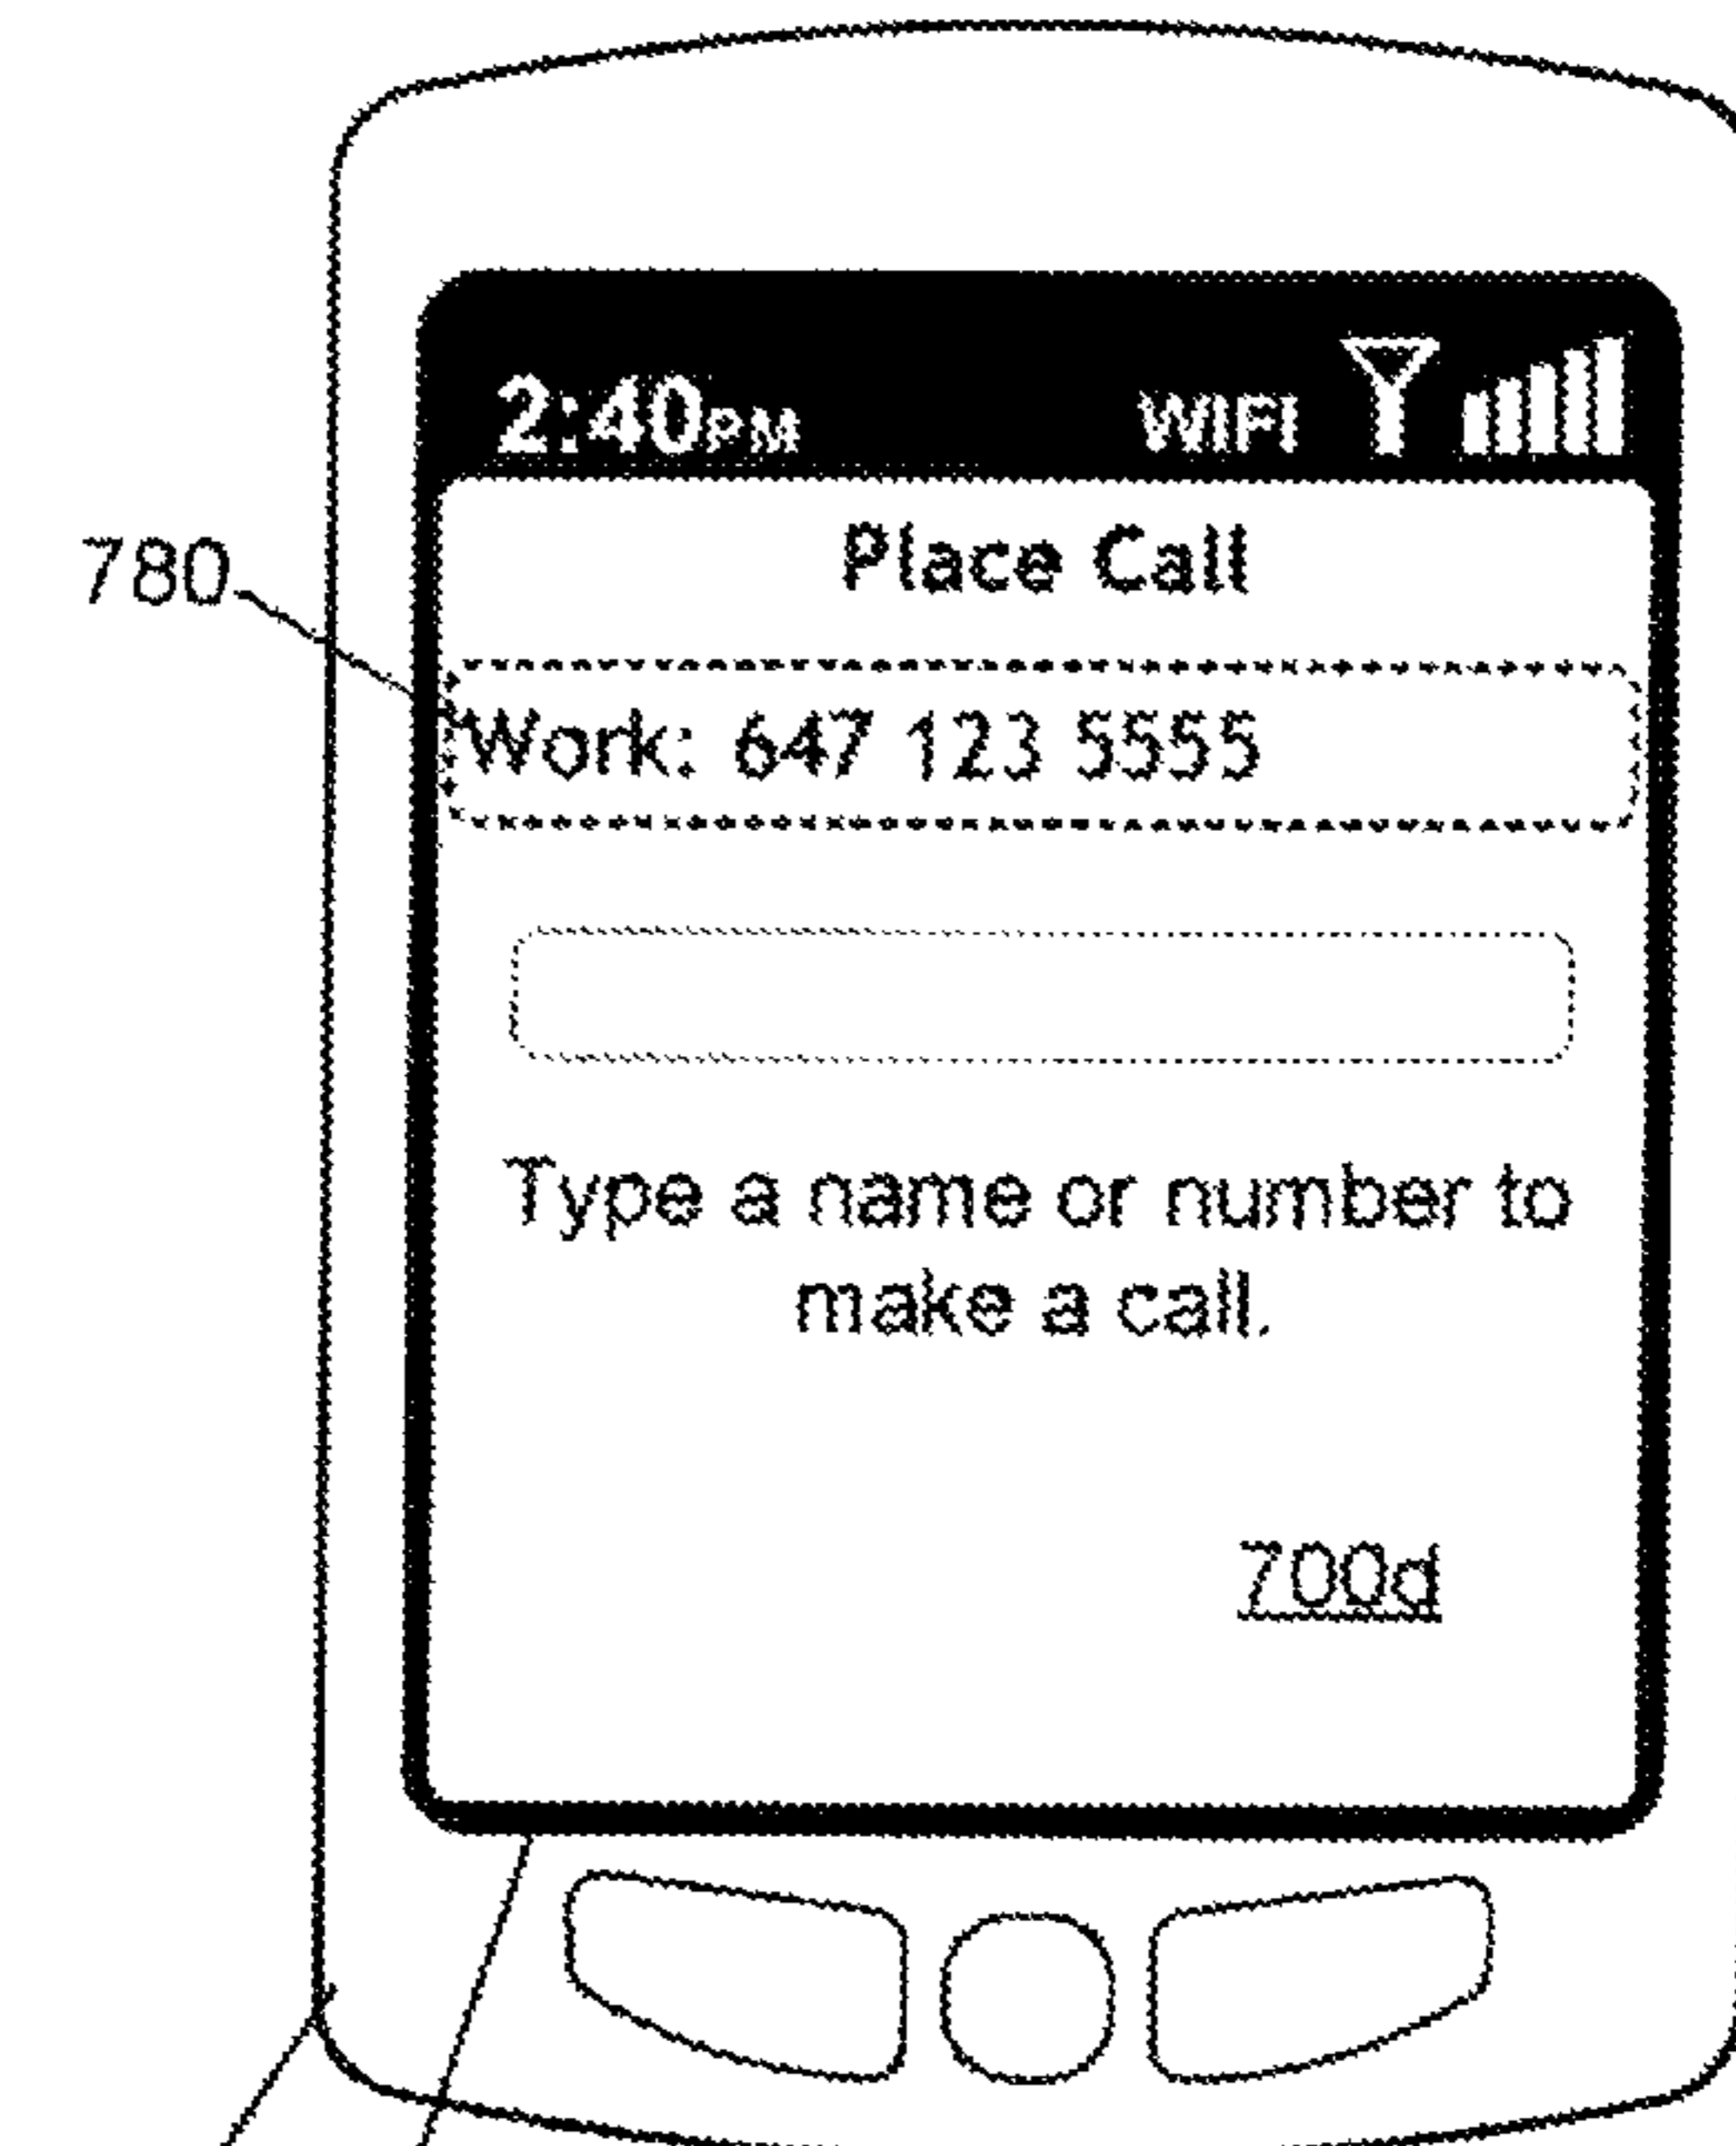 2:40PM WIFI
Place Call
780
Work: 647 123 5555
Type a name or number to
make a call.
700d